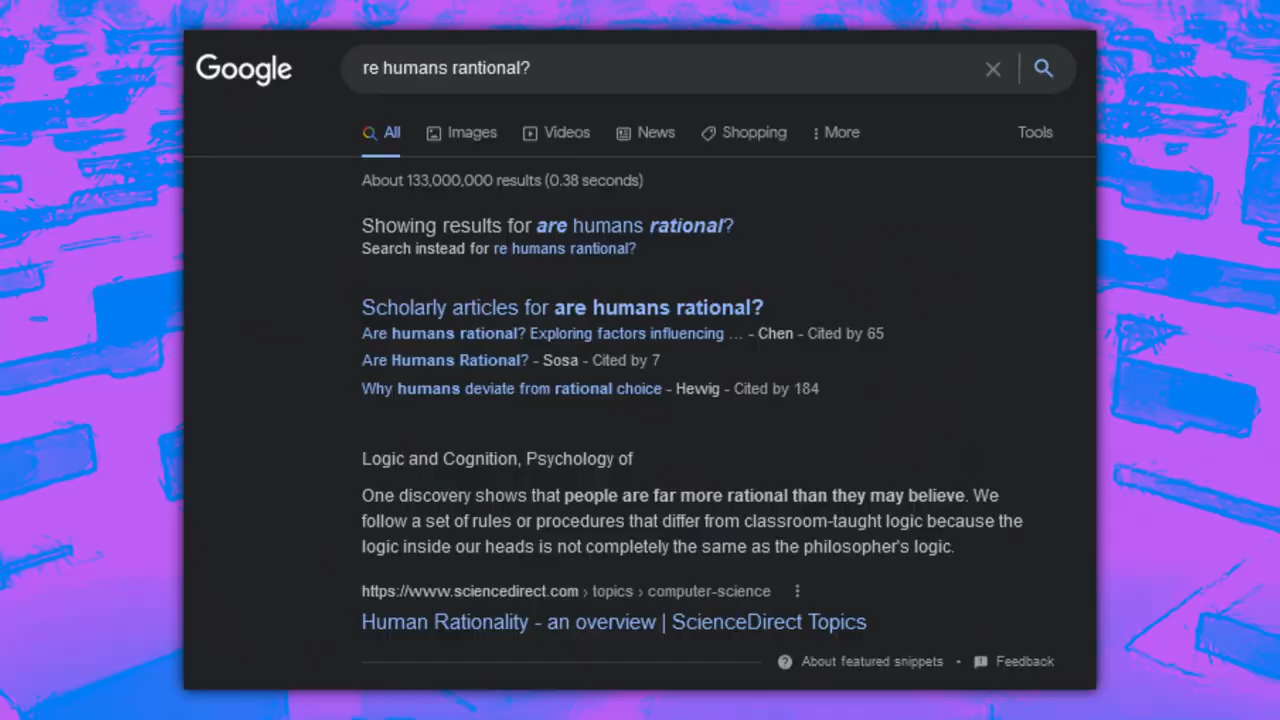 Google
re humans rantional?
All Images Videos News Shopping More Tools
About 133,000,000 results (0.38 seconds)
Showing results for are humans rational?
Search instead for re humans rantional?
Scholarly articles for are humans rational?
Are humans rational? Exploring factors influencing … - Chen - Cited by 65
Are Humans Rational? - Sosa - Cited by 7
Why humans deviate from rational choice - Hewig - Cited by 184
Logic and Cognition, Psychology of
One discovery shows that people are far more rational than they may believe. We
follow a set of rules or procedures that differ from classroom-taught logic because the
logic inside our heads is not completely the same as the philosopher's logic.
https://www.sciencedirect.com › topics › computer-science
Human Rationality - an overview | ScienceDirect Topics
About featured snippets • Feedback